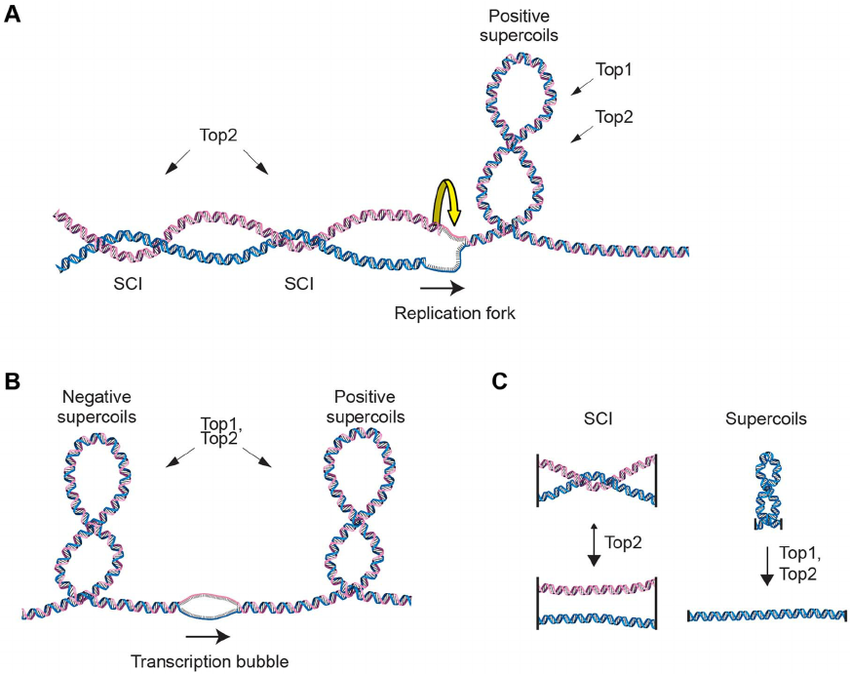 A
Positive
supercoils
Top1
Top2
Top2
SCI
SCI
Replication fork
B
Negative
supercoils
Top1,
Top2
Positive
supercoils
Transcription bubble
C
SCI
Supercoils
Top2
Top1,
Top2